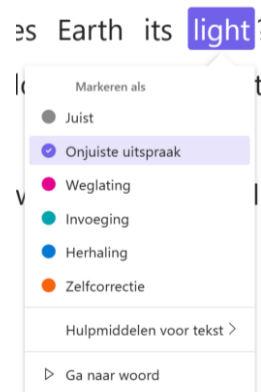 es Earth its light?
Markeren als
Juist
Onjuiste uitspraak
Weglating
Invoeging
Herhaling
Zelfcorrectie
Hulpmiddelen voor tekst
Ga naar woord